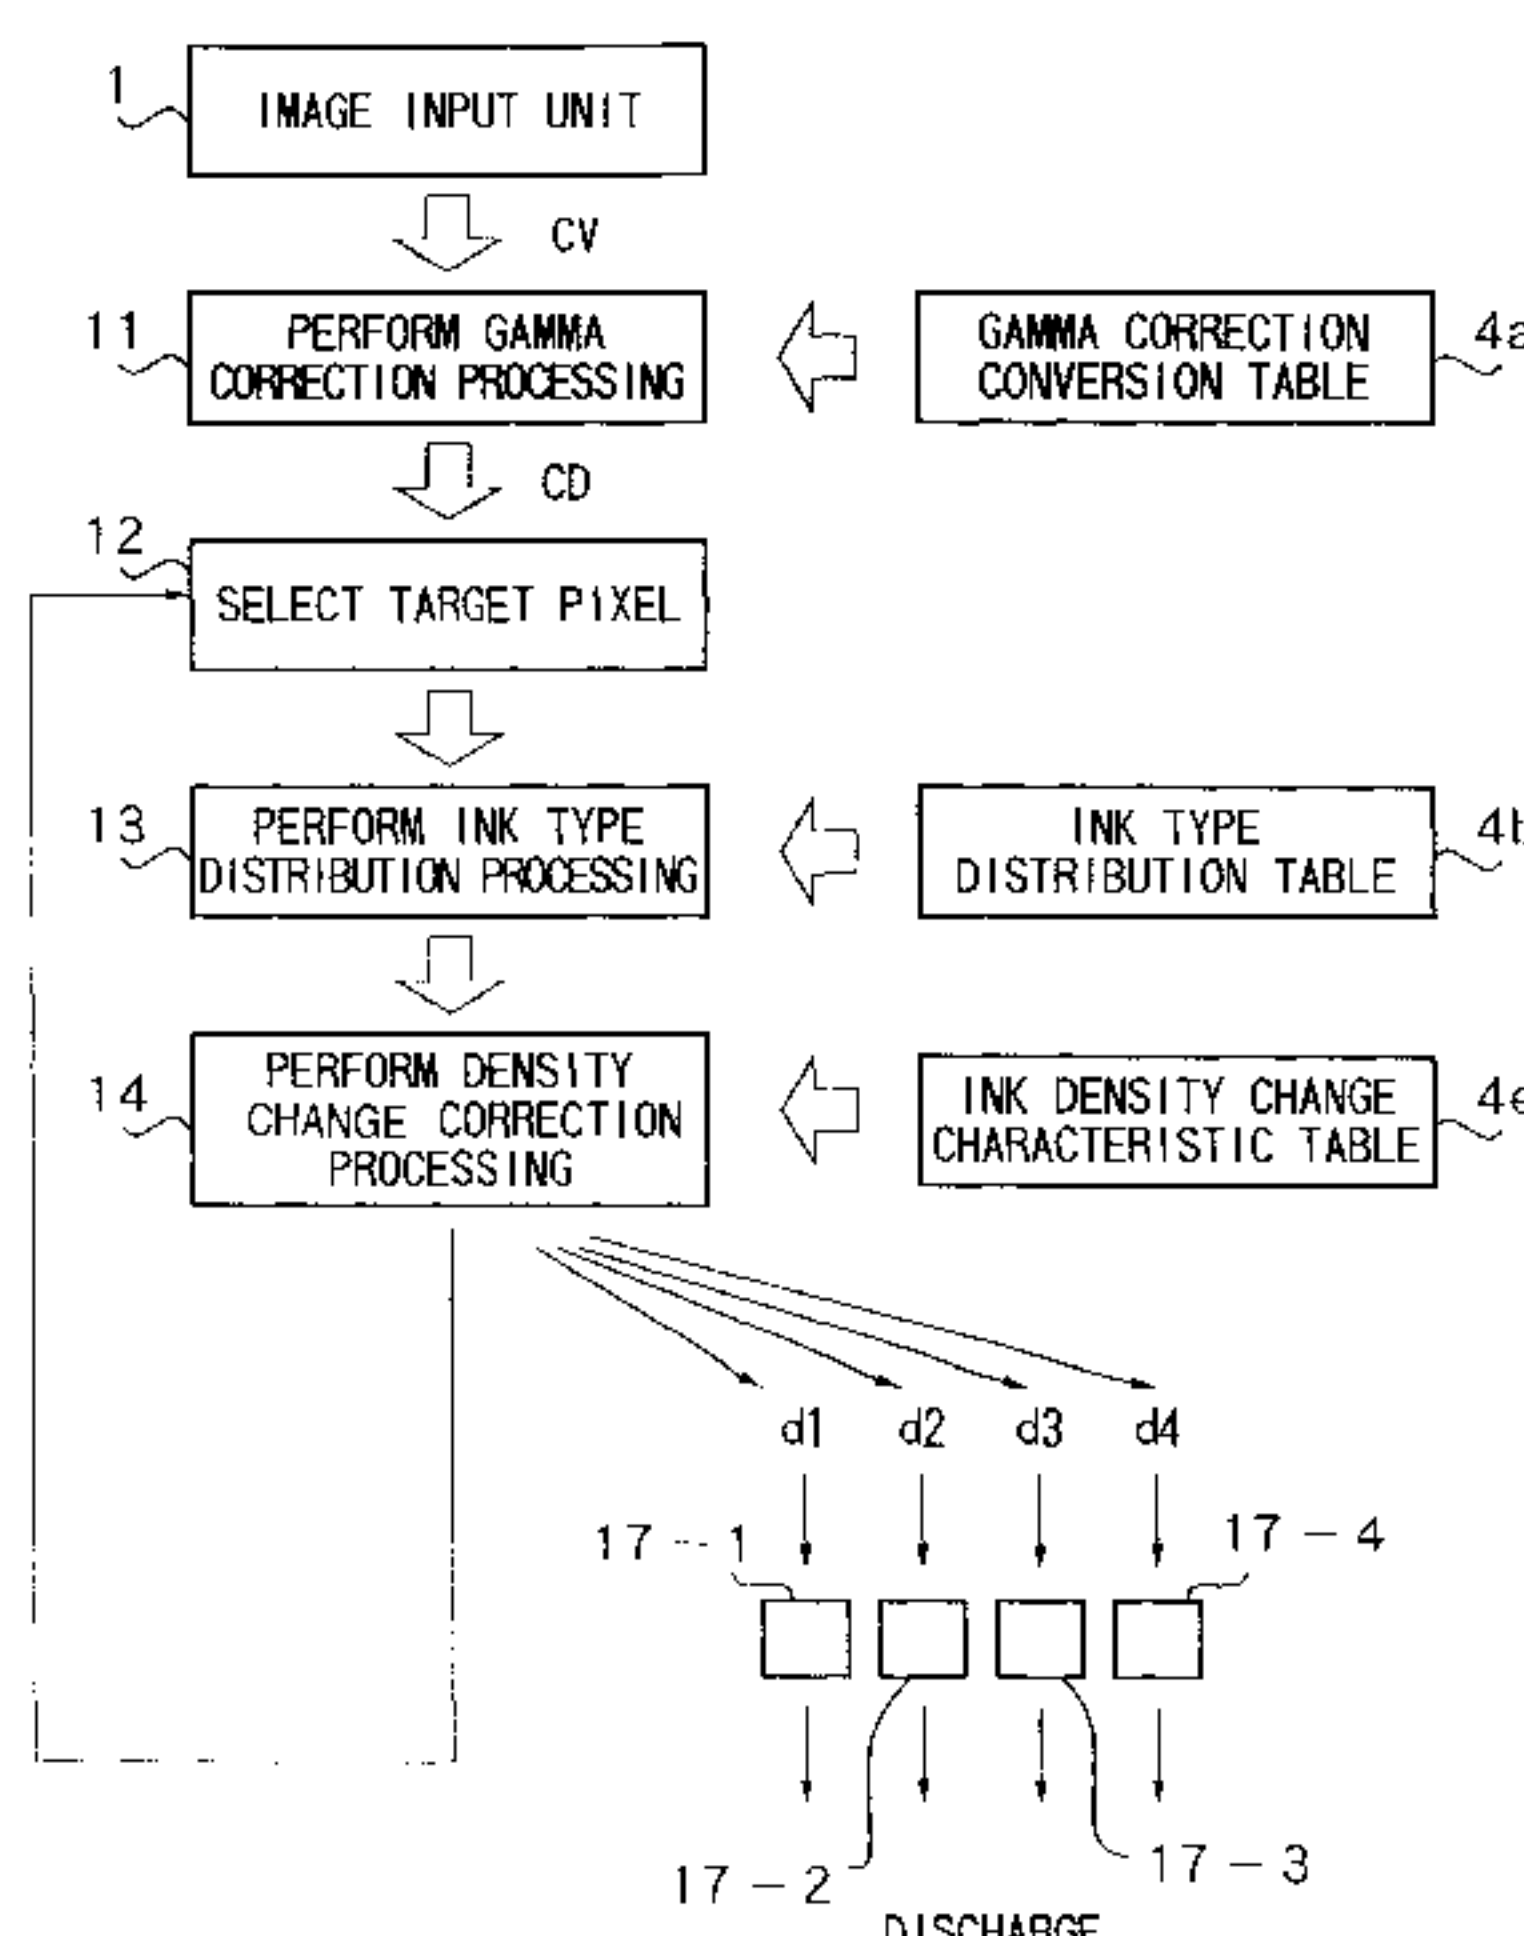 1
IMAGE INPUT UNIT
CV
11
PERFORM GAMMA
CORRECTION PROCESSING
GAMMA CORRECTION
CONVERSION TABLE
4a
CD
12
SELECT TARGET PIXEL
13
PERFORM INK TYPE
DISTRIBUTION PROCESSING
INK TYPE
DISTRIBUTION TABLE
4b
14
PERFORM DENSITY
CHANGE CORRECTION
PROCESSING
INK DENSITY CHANGE
CHARACTERISTIC TABLE
d1 d2 d3 d4
17-1
17-4
17-2
17-3
DISCHARGE